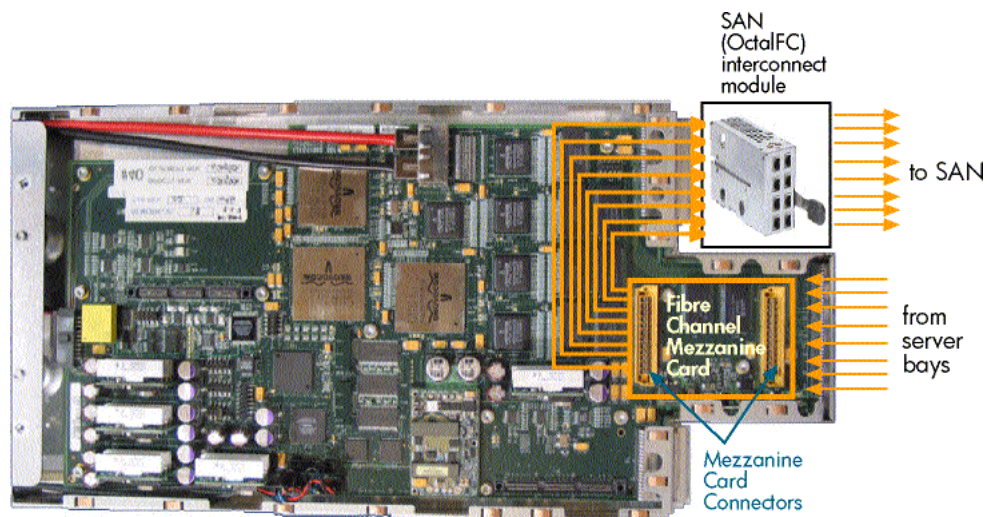 SAN
(OctalFC)
interconnect
module
to SAN
Fibre
Channel
Mezzanine
Card
from
server
bays
Mezzanine
Card
Connectors